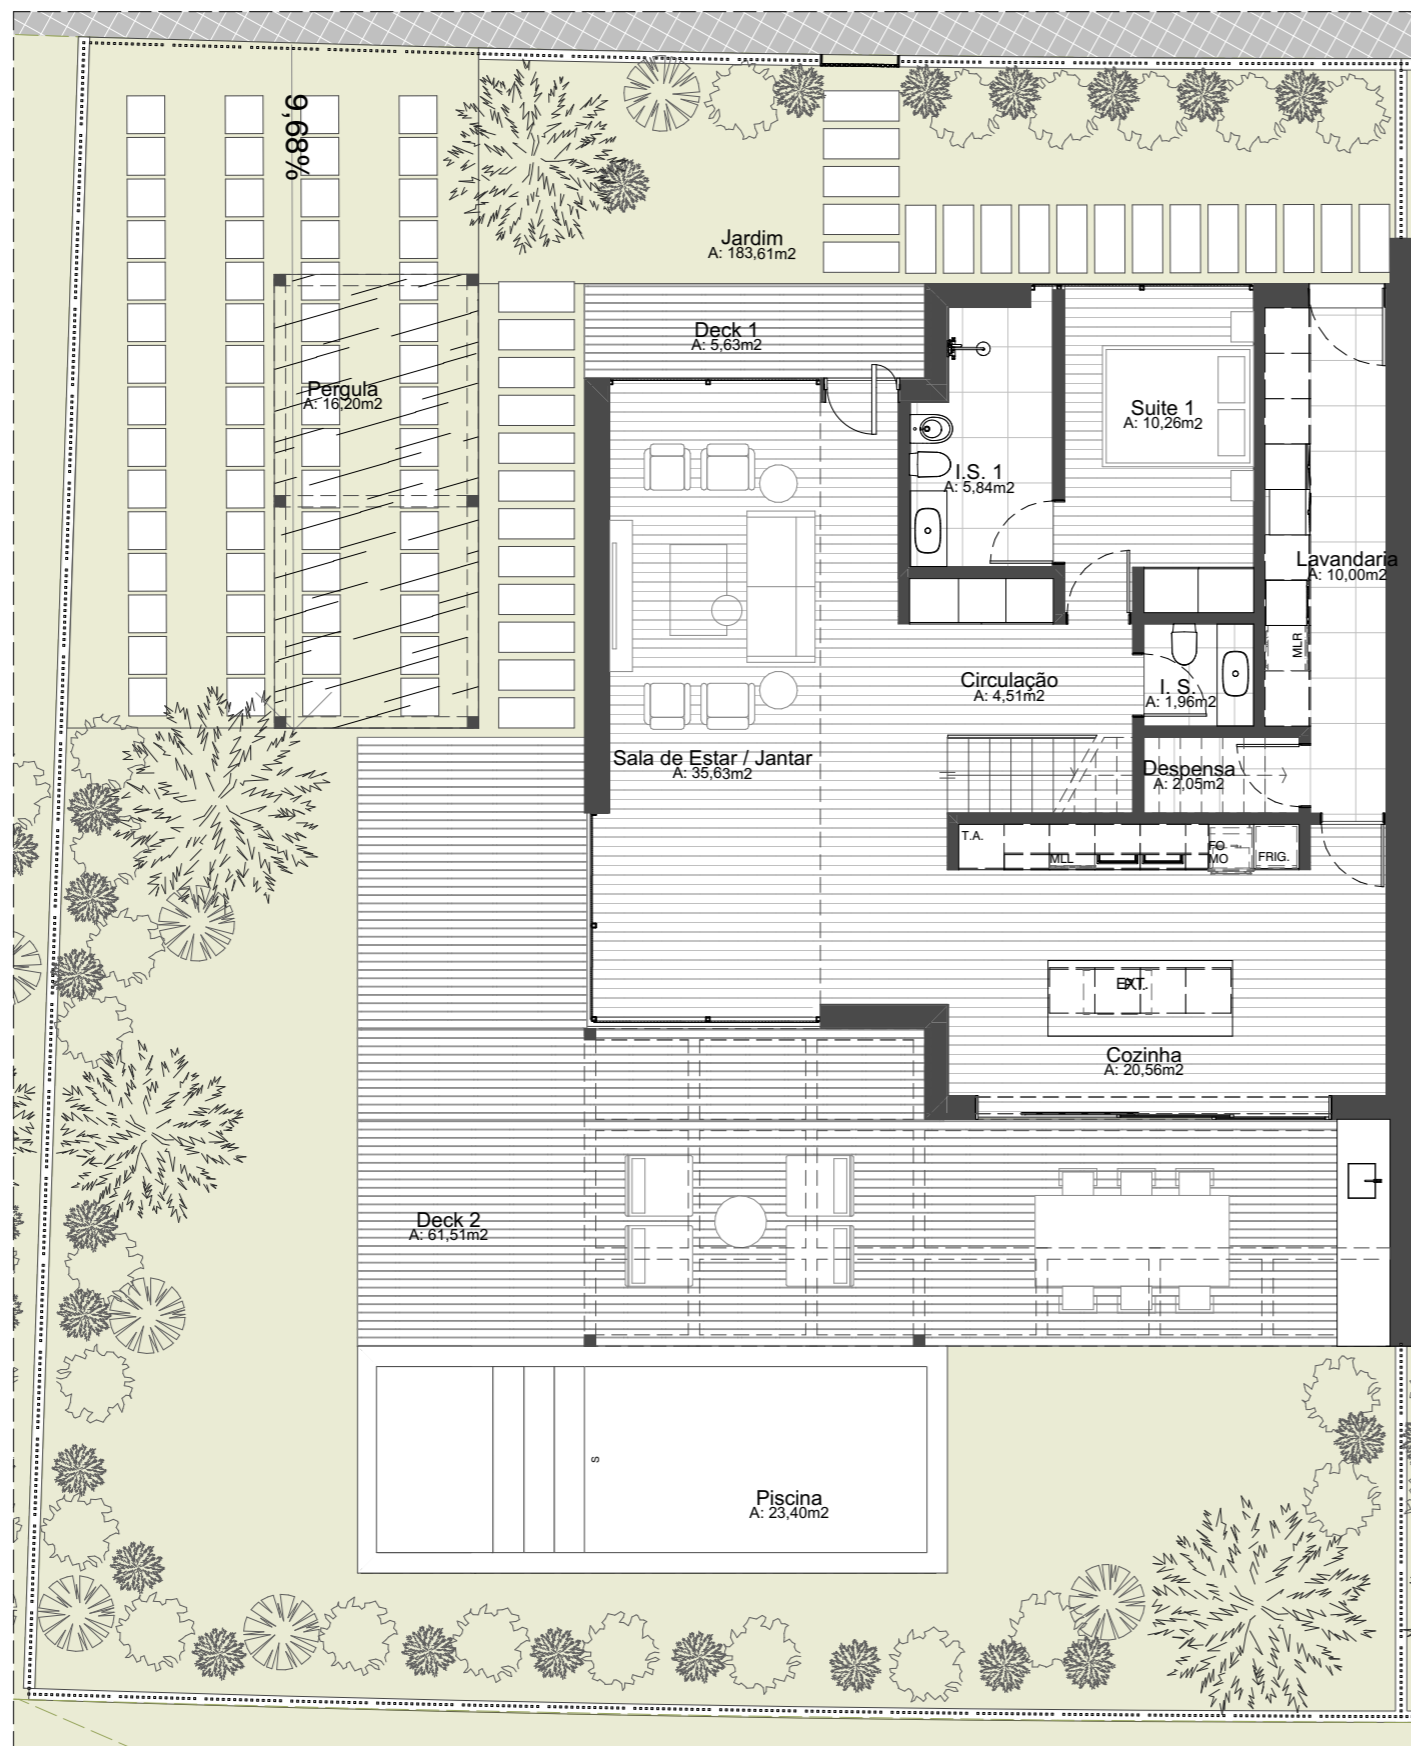 9,68%
Jardim
A: 183,61m2
Deck 1
A: 5,63m2
Pergula
A: 16,20m2
Suite 1
A: 10,26m2
I.S. 1
A: 5,84m2
Lavandaria
A: 10,00m2
MLR
Circulação
A: 4,51m2
I. S.
A: 1,96m2
Sala de Estar / Jantar
A: 35,63m2
Despensa
A: 2,05m2
T.A.
MLL
FO
MO
FRIG.
EXT.
Cozinha
A: 20,56m2
Deck 2
A: 61,51m2
S
Piscina
A: 23,40m2